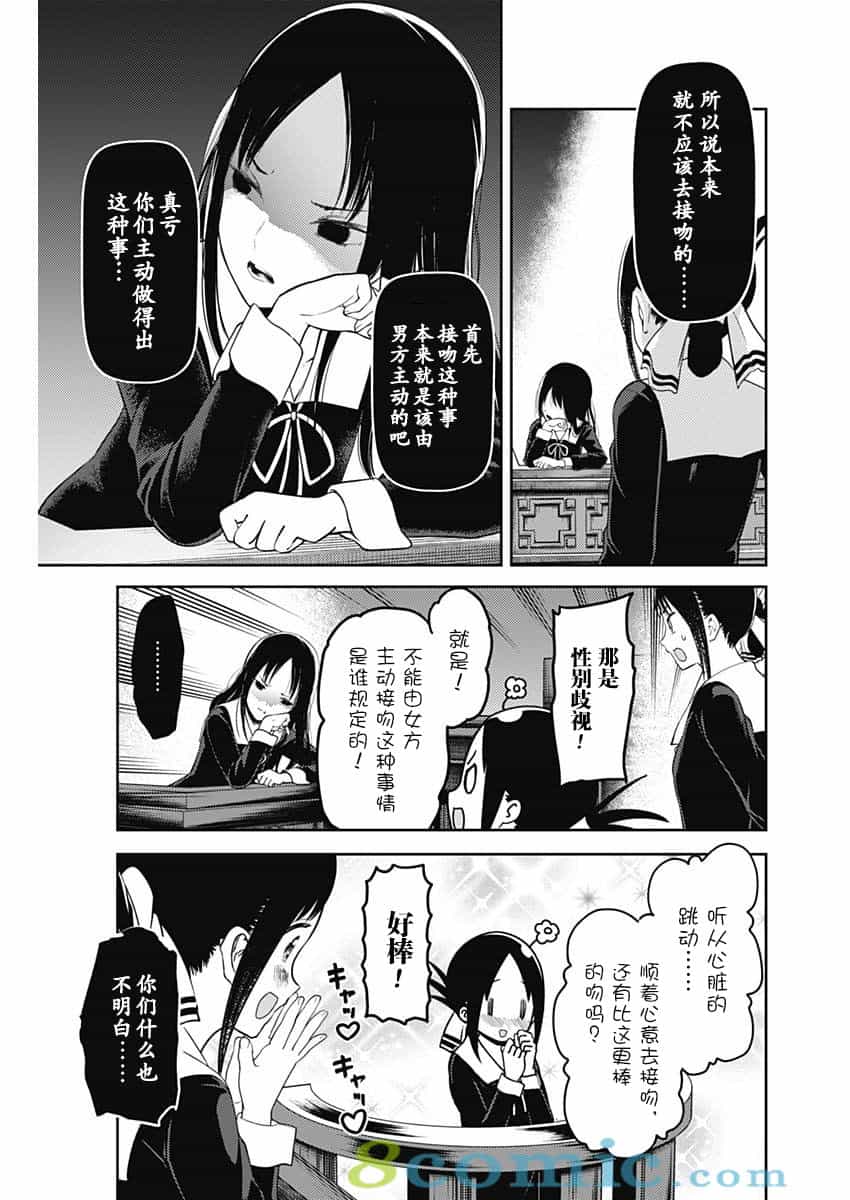 所以说本来
就不应该去接吻的……
首先
接吻这种事
本来就是该由
男方主动的吧
真亏
你们主动做得出
这种事…
那是
性别歧视！
就是！
不能由女方
主动接吻这种事情
是谁规定的！
………
听从心脏的
跳动……
顺着心意去接吻，
还有比这更棒
的吻吗？
好棒！
キャッ♡
キャッ♡
你们什么也
不明白……
8comic.com